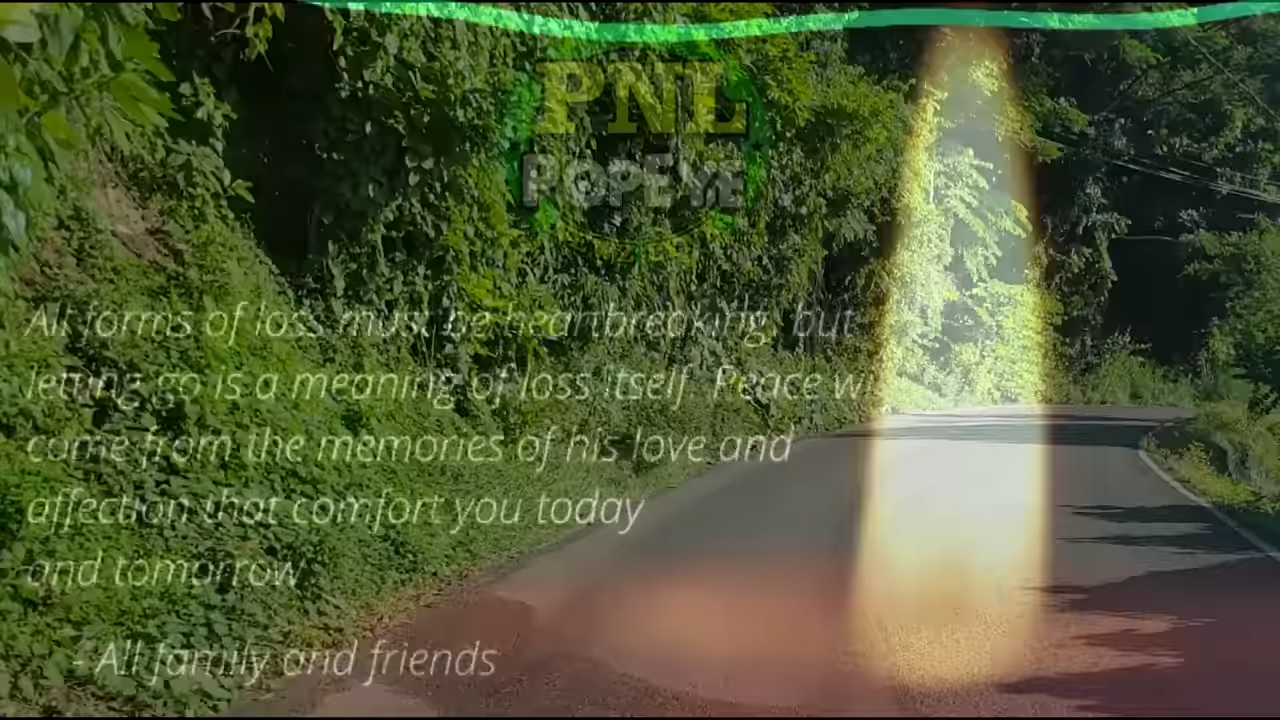 PNL
POPEYE
All forms of loss must be heartbreaking, but
letting go is a meaning of loss itself. Peace
come from the memories of his love and
affection that comfort you today
and tomorrow
- All family and friends